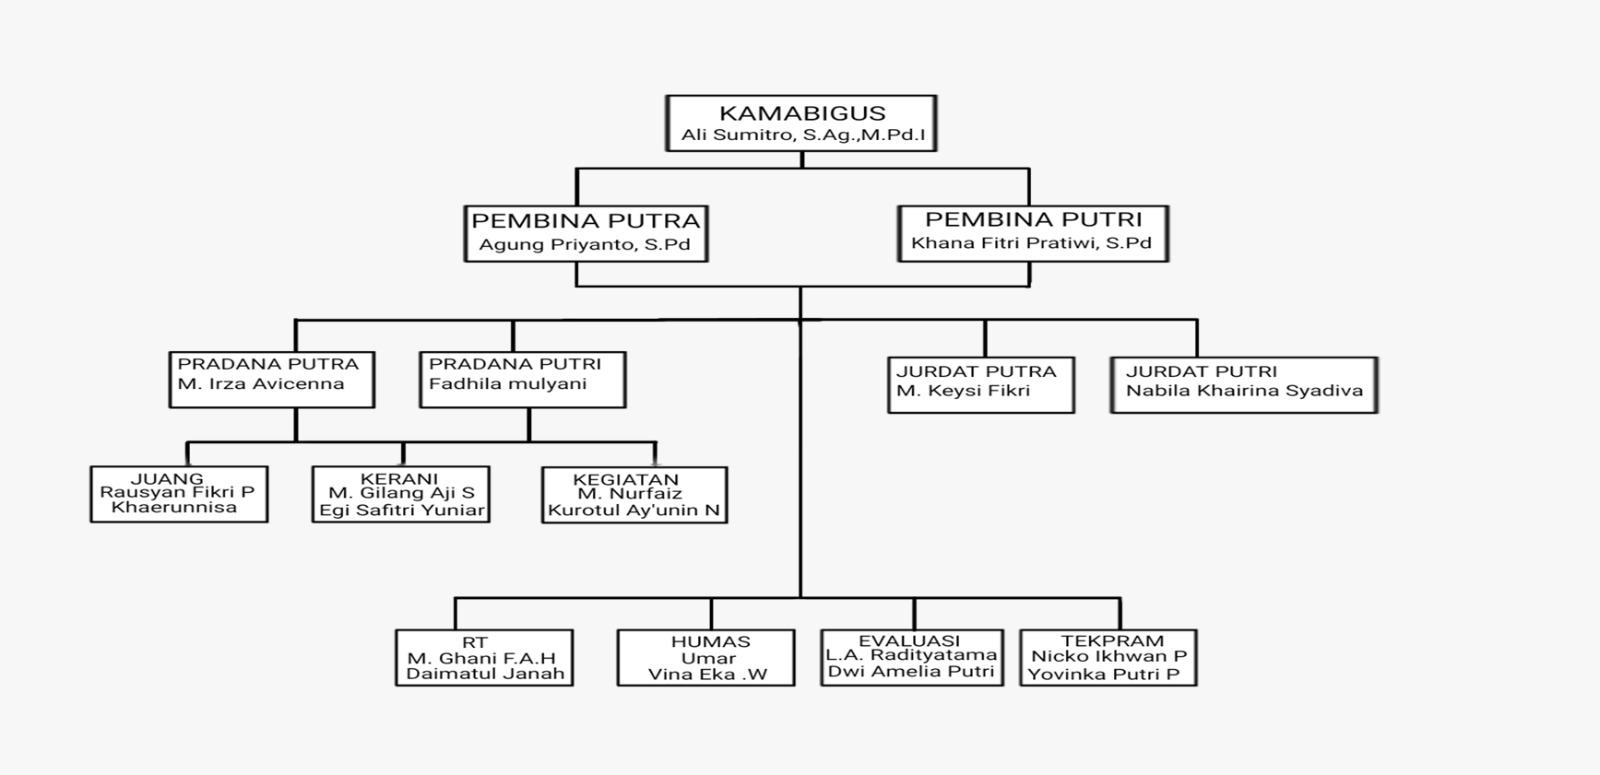 KAMABIGUS
Ali Sumitro, S.Ag.,M.Pd.I
PEMBINA PUTRA
Agung Priyanto, S.Pd
PEMBINA PUTRI
Khana Fitri Pratiwi, S.Pd
PRADANA PUTRA
M. Irza Avicenna
PRADANA PUTRI
Fadhila mulyani
JURDAT PUTRA
M. Keysi Fikri
JURDAT PUTRI
Nabila Khairina Syadiva
JUANG
Rausyan Fikri P
Khaerunnisa
KERANI
M. Gilang Aji S
Egi Safitri Yuniar
KEGIATAN
M. Nurfaiz
Kurotul Ay'unin N
RT
M. Ghani F.A.H
Daimatul Janah
HUMAS
Umar
Vina Eka .W
EVALUASI
L.A. Radityatama
Dwi Amelia Putri
TEKPRAM
Nicko Ikhwan P
Yovinka Putri P